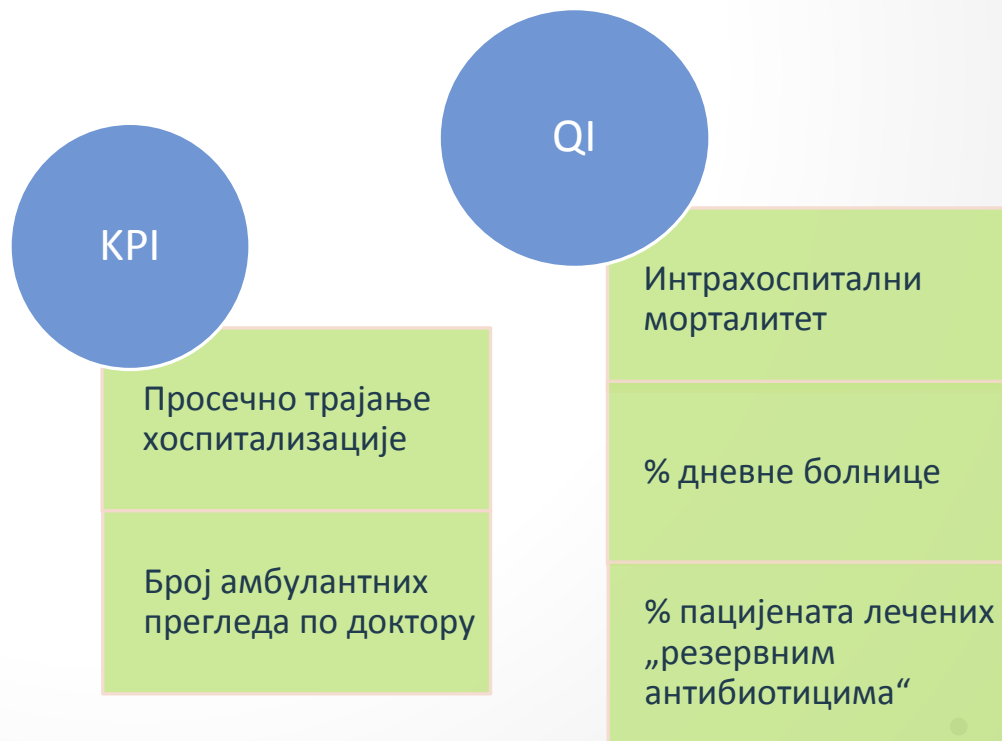 KPI
Просечно трајање
хоспитализације
Број амбулантних
прегледа по доктору
QI
Интрахоспитални
морталитет
% дневне болнице
% пацијената лечених
„резервним
антибиотицима“